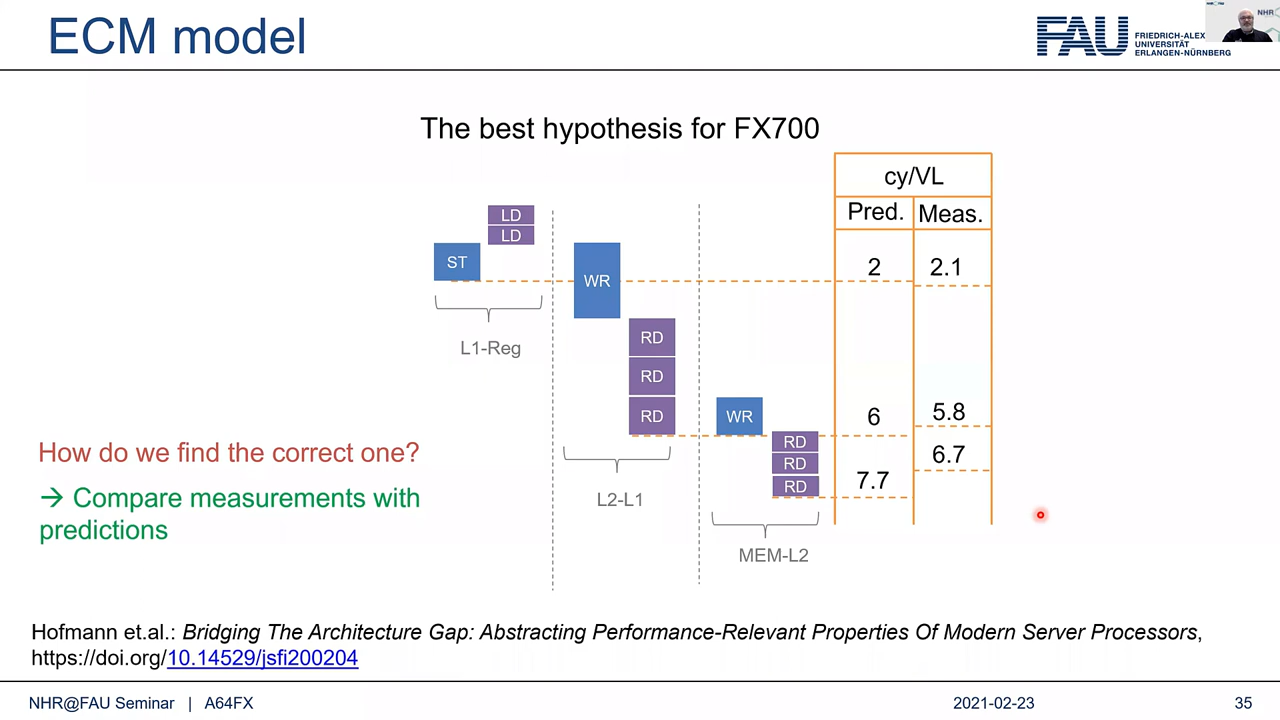 ECM model
FAU
FRIEDRICH-ALEX
UNIVERSITÄT
ERLANGEN-NÜRNBERG
NHR
The best hypothesis for FX700
cy/VL
Pred.
Meas.
LD
LD
ST
WR
2
2.1
L1-Reg
RD
RD
RD
WR
6
5.8
RD
RD
RD
6.7
7.7
L2-L1
MEM-L2
How do we find the correct one?
→ Compare measurements with
predictions
Hofmann et.al.: Bridging The Architecture Gap: Abstracting Performance-Relevant Properties Of Modern Server Processors,
https://doi.org/10.14529/jsfi200204
NHR@FAU Seminar | A64FX
2021-02-23
35